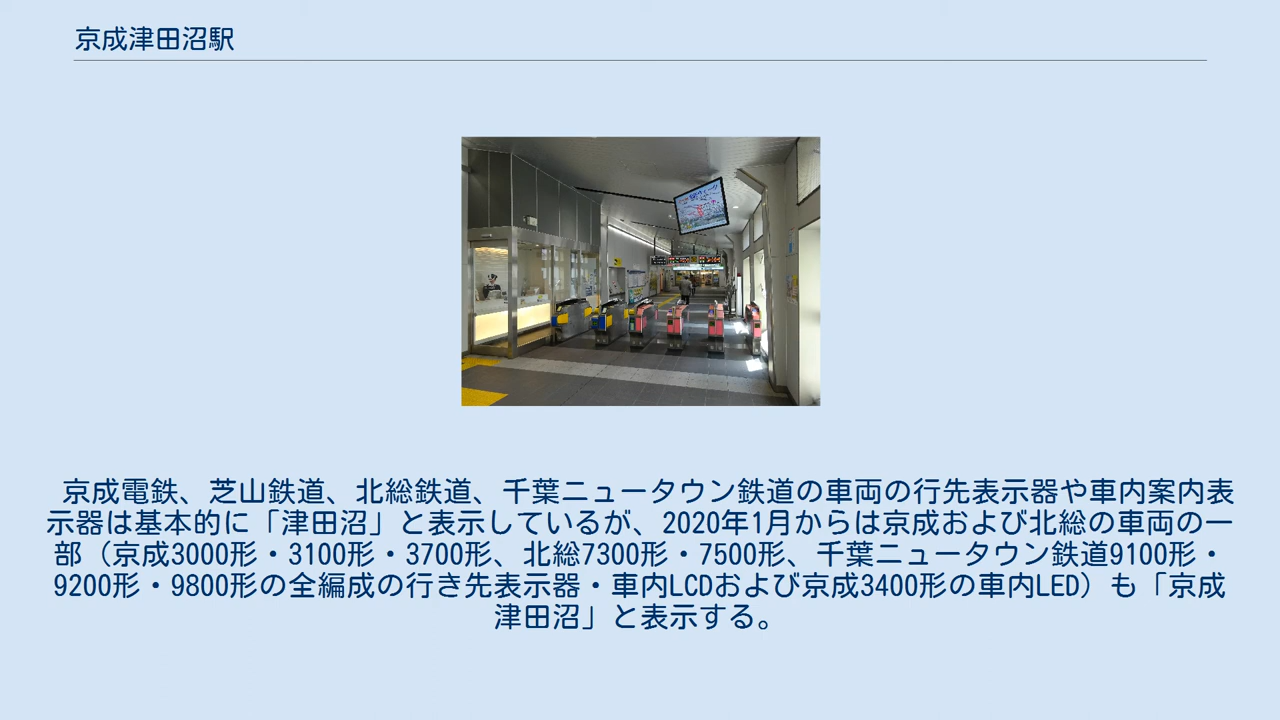 京成津田沼駅
京成電鉄、芝山鉄道、北総鉄道、千葉ニュータウン鉄道の車両の行先表示器や車内案内表
示器は基本的に「津田沼」と表示しているが、2020年1月からは京成および北総の車両の一
部（京成3000形・3100形・3700形、北総7300形・7500形、千葉ニュータウン鉄道9100形・
9200形・9800形の全編成の行き先表示器・車内LCDおよび京成3400形の車内LED）も「京成
津田沼」と表示する。